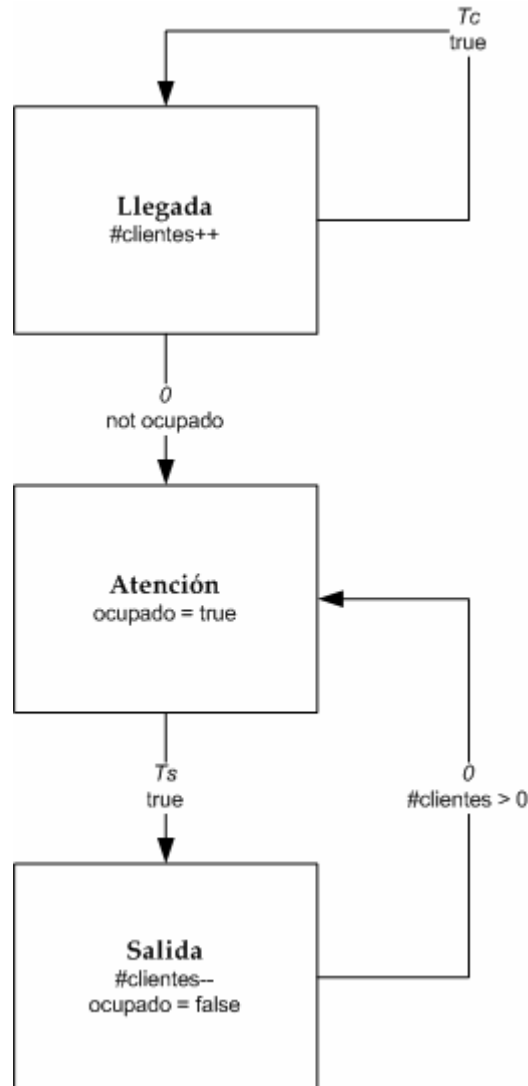 Tc
true
Llegada
#clientes++
0
not ocupado
Atención
ocupado = true
Ts
true
0
#clientes > 0
Salida
#clientes--
ocupado = false